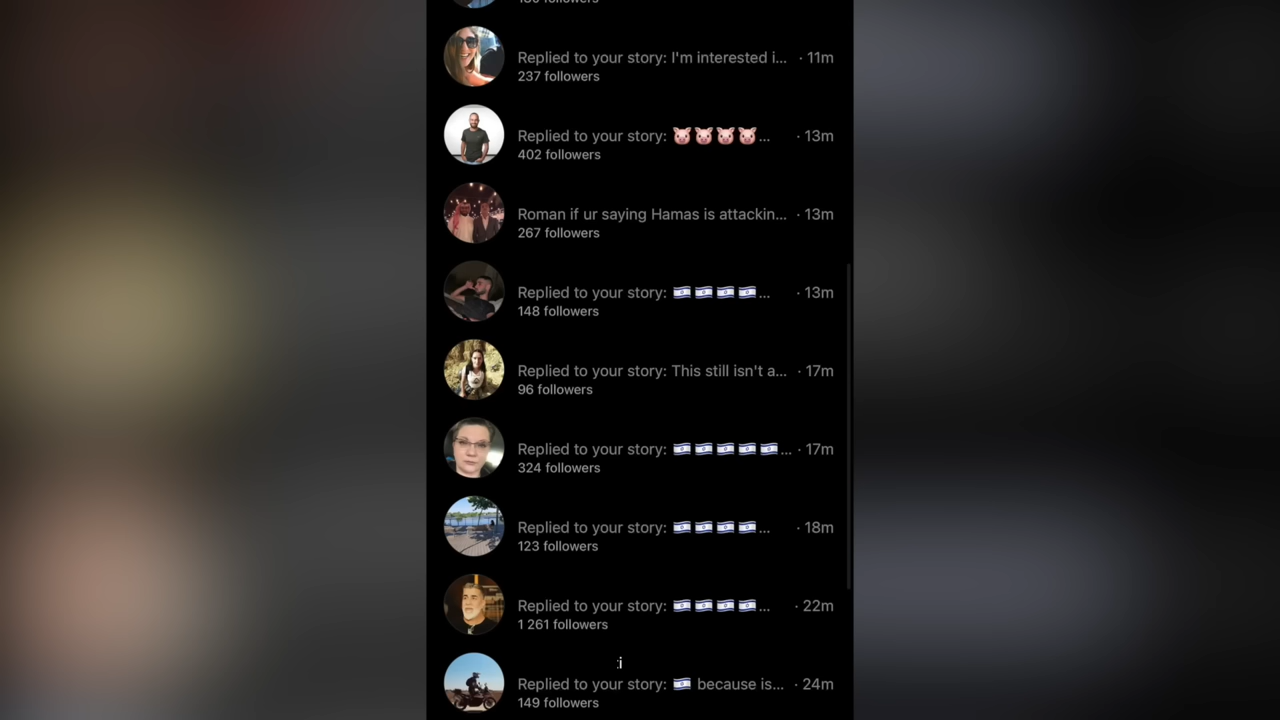 Replied to your story: I'm interested i... · 11m
237 followers
Replied to your story: 🐷🐷🐷🐷... · 13m
402 followers
Roman if ur saying Hamas is attackin... · 13m
267 followers
Replied to your story: 🇮🇱🇮🇱🇮🇱🇮🇱... · 13m
148 followers
Replied to your story: This still isn't a... · 17m
96 followers
Replied to your story: 🇮🇱🇮🇱🇮🇱🇮🇱🇮🇱... · 17m
324 followers
Replied to your story: 🇮🇱🇮🇱🇮🇱🇮🇱... · 18m
123 followers
Replied to your story: 🇮🇱🇮🇱🇮🇱🇮🇱... · 22m
1 261 followers
Replied to your story: 🇮🇱 because is... · 24m
149 followers